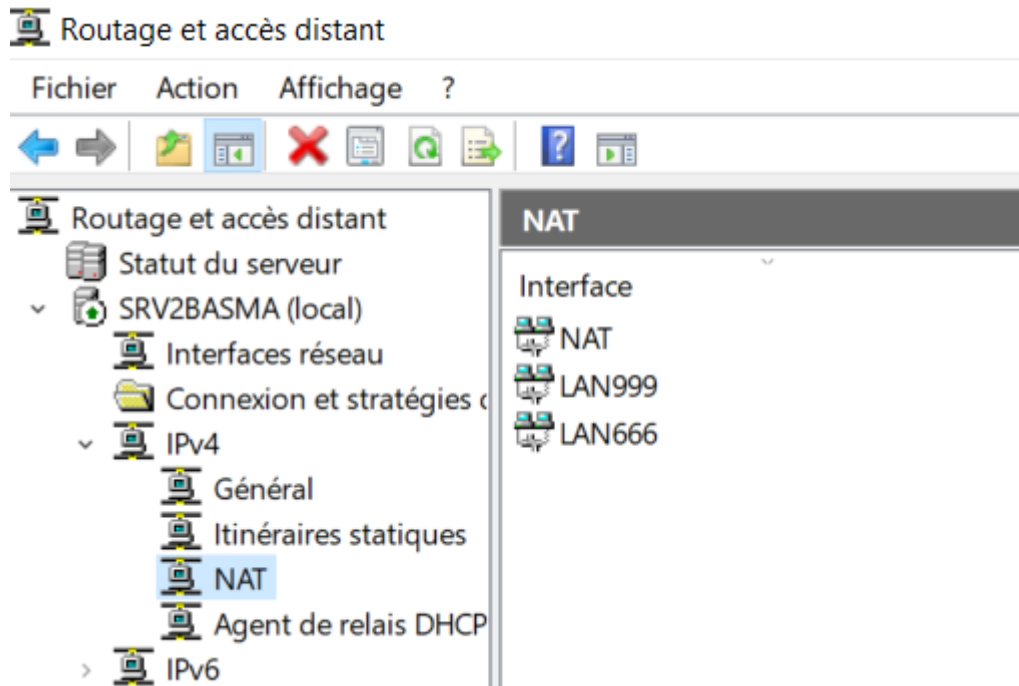 Routage et accès distant
Fichier Action Affichage ?
Routage et accès distant
Statut du serveur
SRV2BASMA (local)
Interfaces réseau
Connexion et stratégies
IPv4
Général
Itinéraires statiques
NAT
Agent de relais DHCP
IPv6
NAT
Interface
NAT
LAN999
LAN666